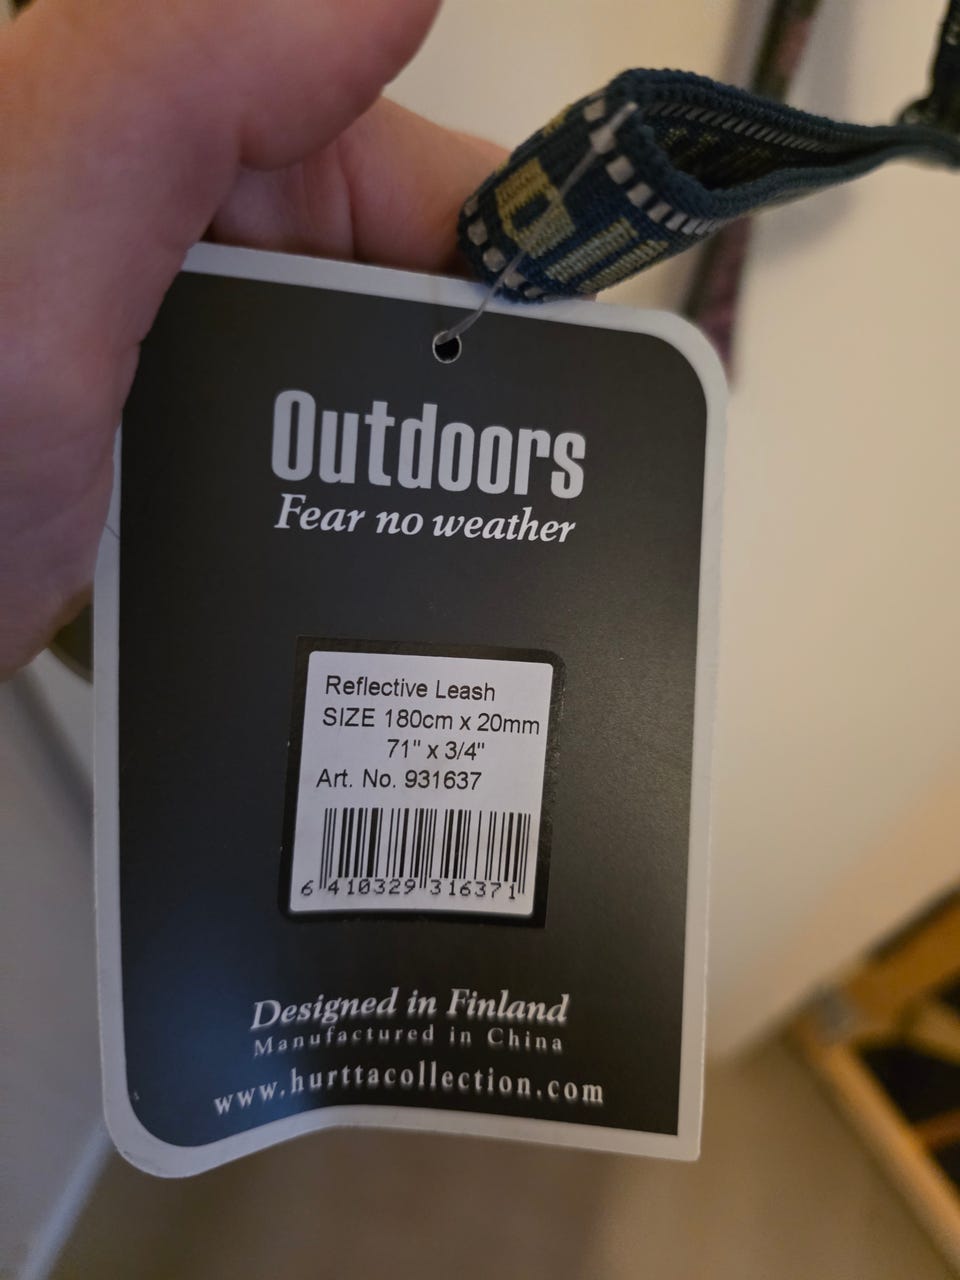 Outdoors
Fear no weather
Reflective Leash
SIZE 180cm x 20mm
71" x 3/4"
Art. No. 931637
6 410329 316371
Designed in Finland
Manufactured in China
www.hurttacollection.com